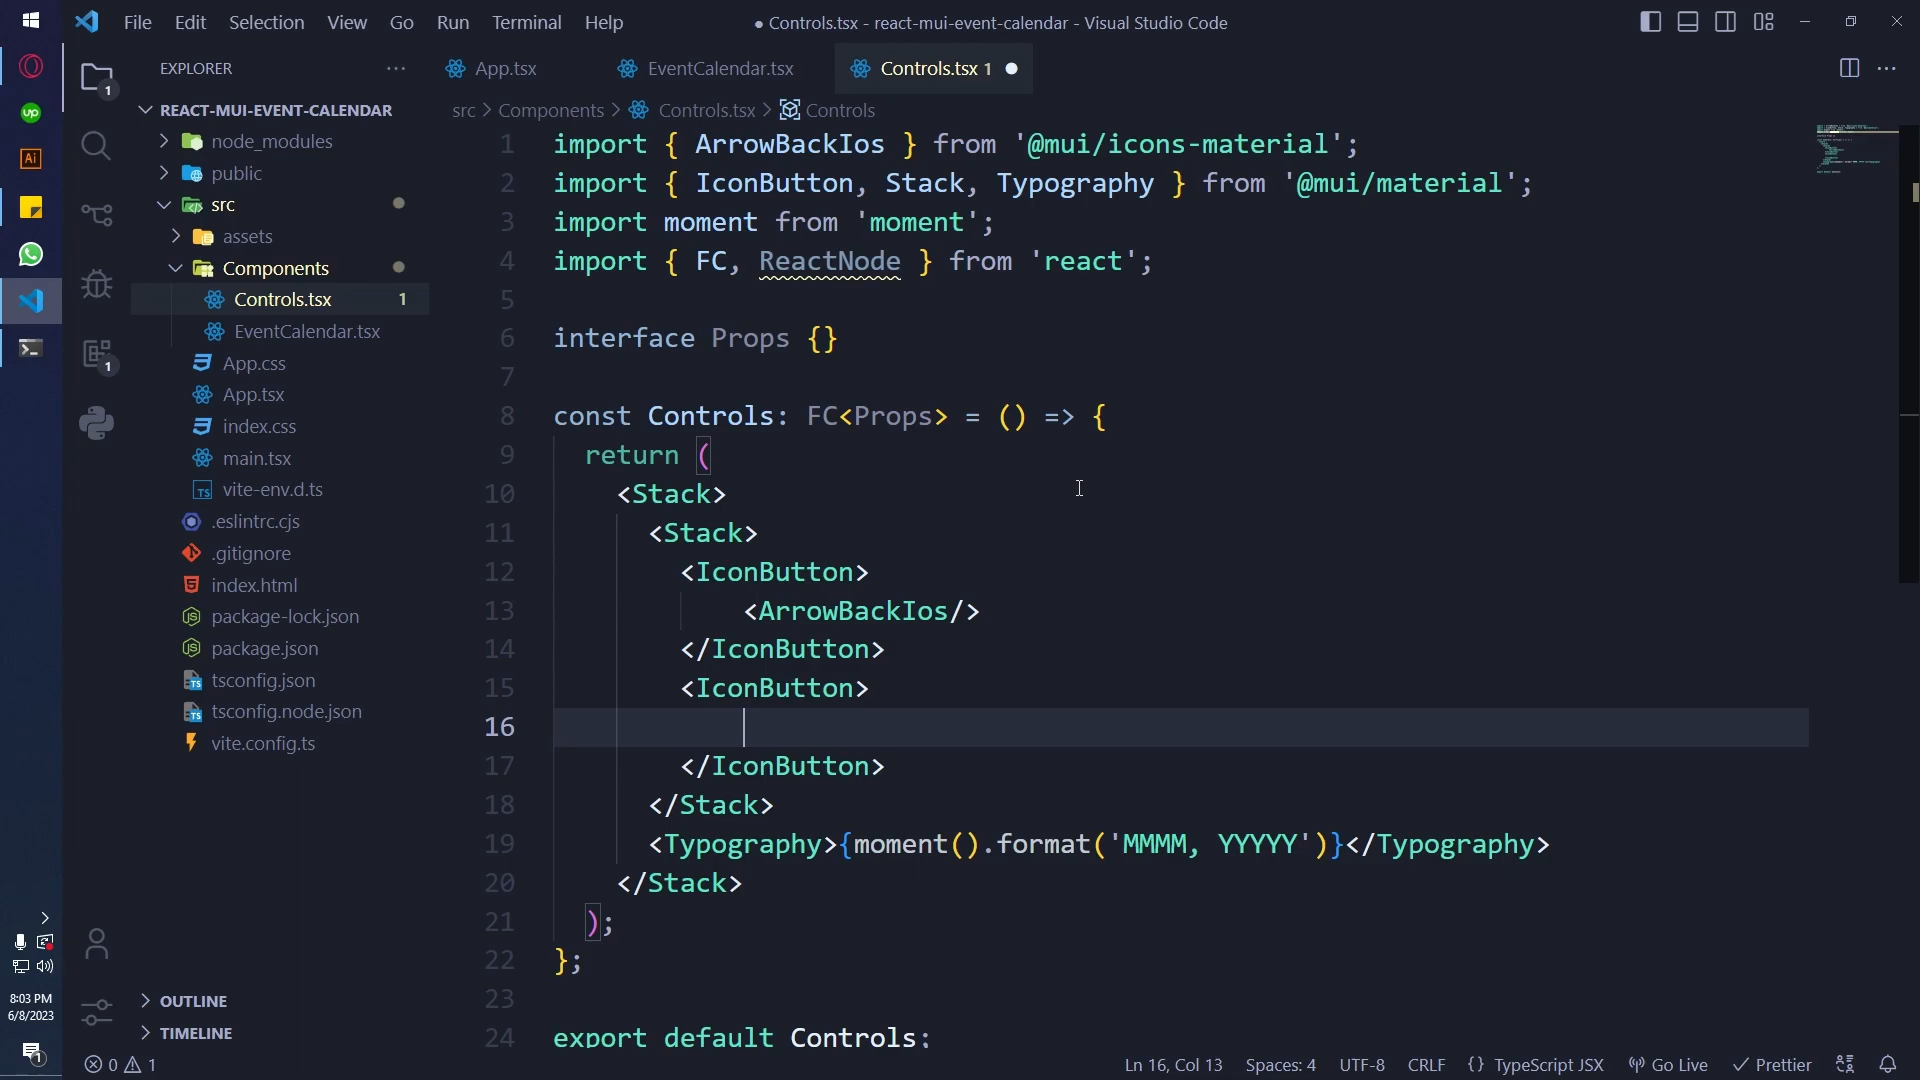 File Edit Selection View Go Run Terminal Help
● Controls.tsx - react-mui-event-calendar - Visual Studio Code
EXPLORER
App.tsx
EventCalendar.tsx
Controls.tsx 1
REACT-MUI-EVENT-CALENDAR
src > Components > Controls.tsx > Controls
node_modules
public
src
assets
Components
Controls.tsx 1
EventCalendar.tsx
App.css
App.tsx
index.css
main.tsx
vite-env.d.ts
.eslintrc.cjs
.gitignore
index.html
package-lock.json
package.json
tsconfig.json
tsconfig.node.json
vite.config.ts
OUTLINE
TIMELINE
1 import { ArrowBackIos } from '@mui/icons-material';
2 import { IconButton, Stack, Typography } from '@mui/material';
3 import moment from 'moment';
4 import { FC, ReactNode } from 'react';
5
6 interface Props {}
7
8 const Controls: FC<Props> = () => {
9 return (
10 <Stack>
11 <Stack>
12 <IconButton>
13 <ArrowBackIos/>
14 </IconButton>
15 <IconButton>
16
17 </IconButton>
18 </Stack>
19 <Typography>{moment().format('MMMM, YYYYY')}</Typography>
20 </Stack>
21 );
22 };
23
24 export default Controls;
up
Ai
1
1
8:03 PM
6/8/2023
1
0 1
Ln 16, Col 13 Spaces: 4 UTF-8 CRLF {} TypeScript JSX Go Live Prettier